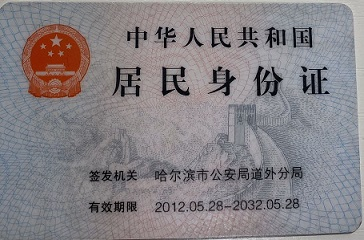 中华人民共和国
居民身份证
签发机关 哈尔滨市公安局道外分局
有效期限 2012.05.28-2032.05.28